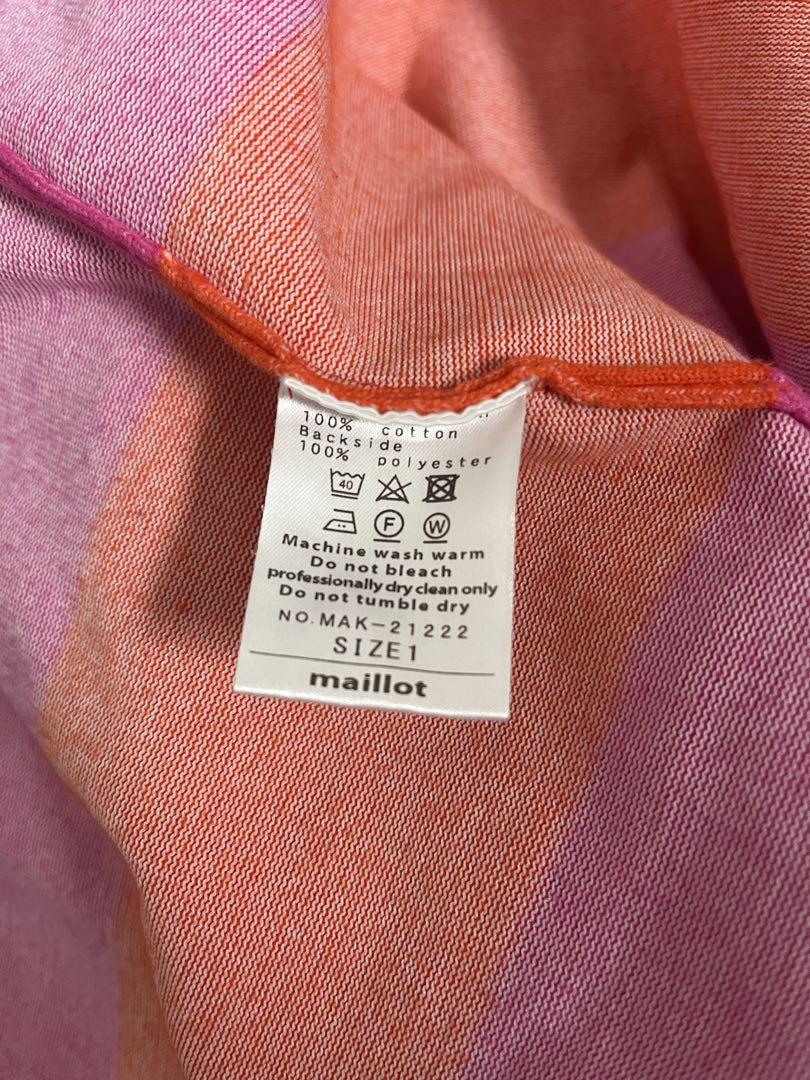 100% cotton
Backside
100% polyester
40
F W
Machine wash warm
Do not bleach
professionally dry clean only
Do not tumble dry
NO.MAK-21222
SIZE1
maillot